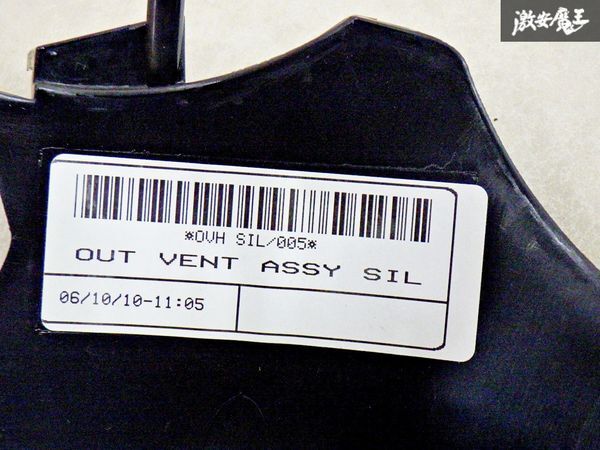 激安魔王
*OVH SIL/005*
OUT VENT ASSY SIL
06/10/10-11:05